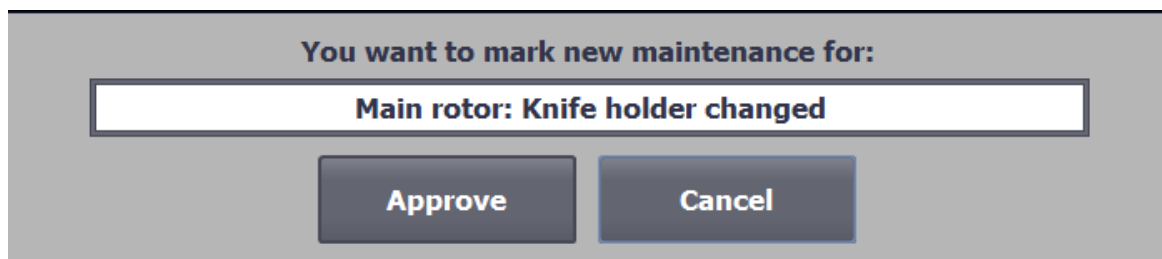 You want to mark new maintenance for:
Main rotor: Knife holder changed
Approve Cancel